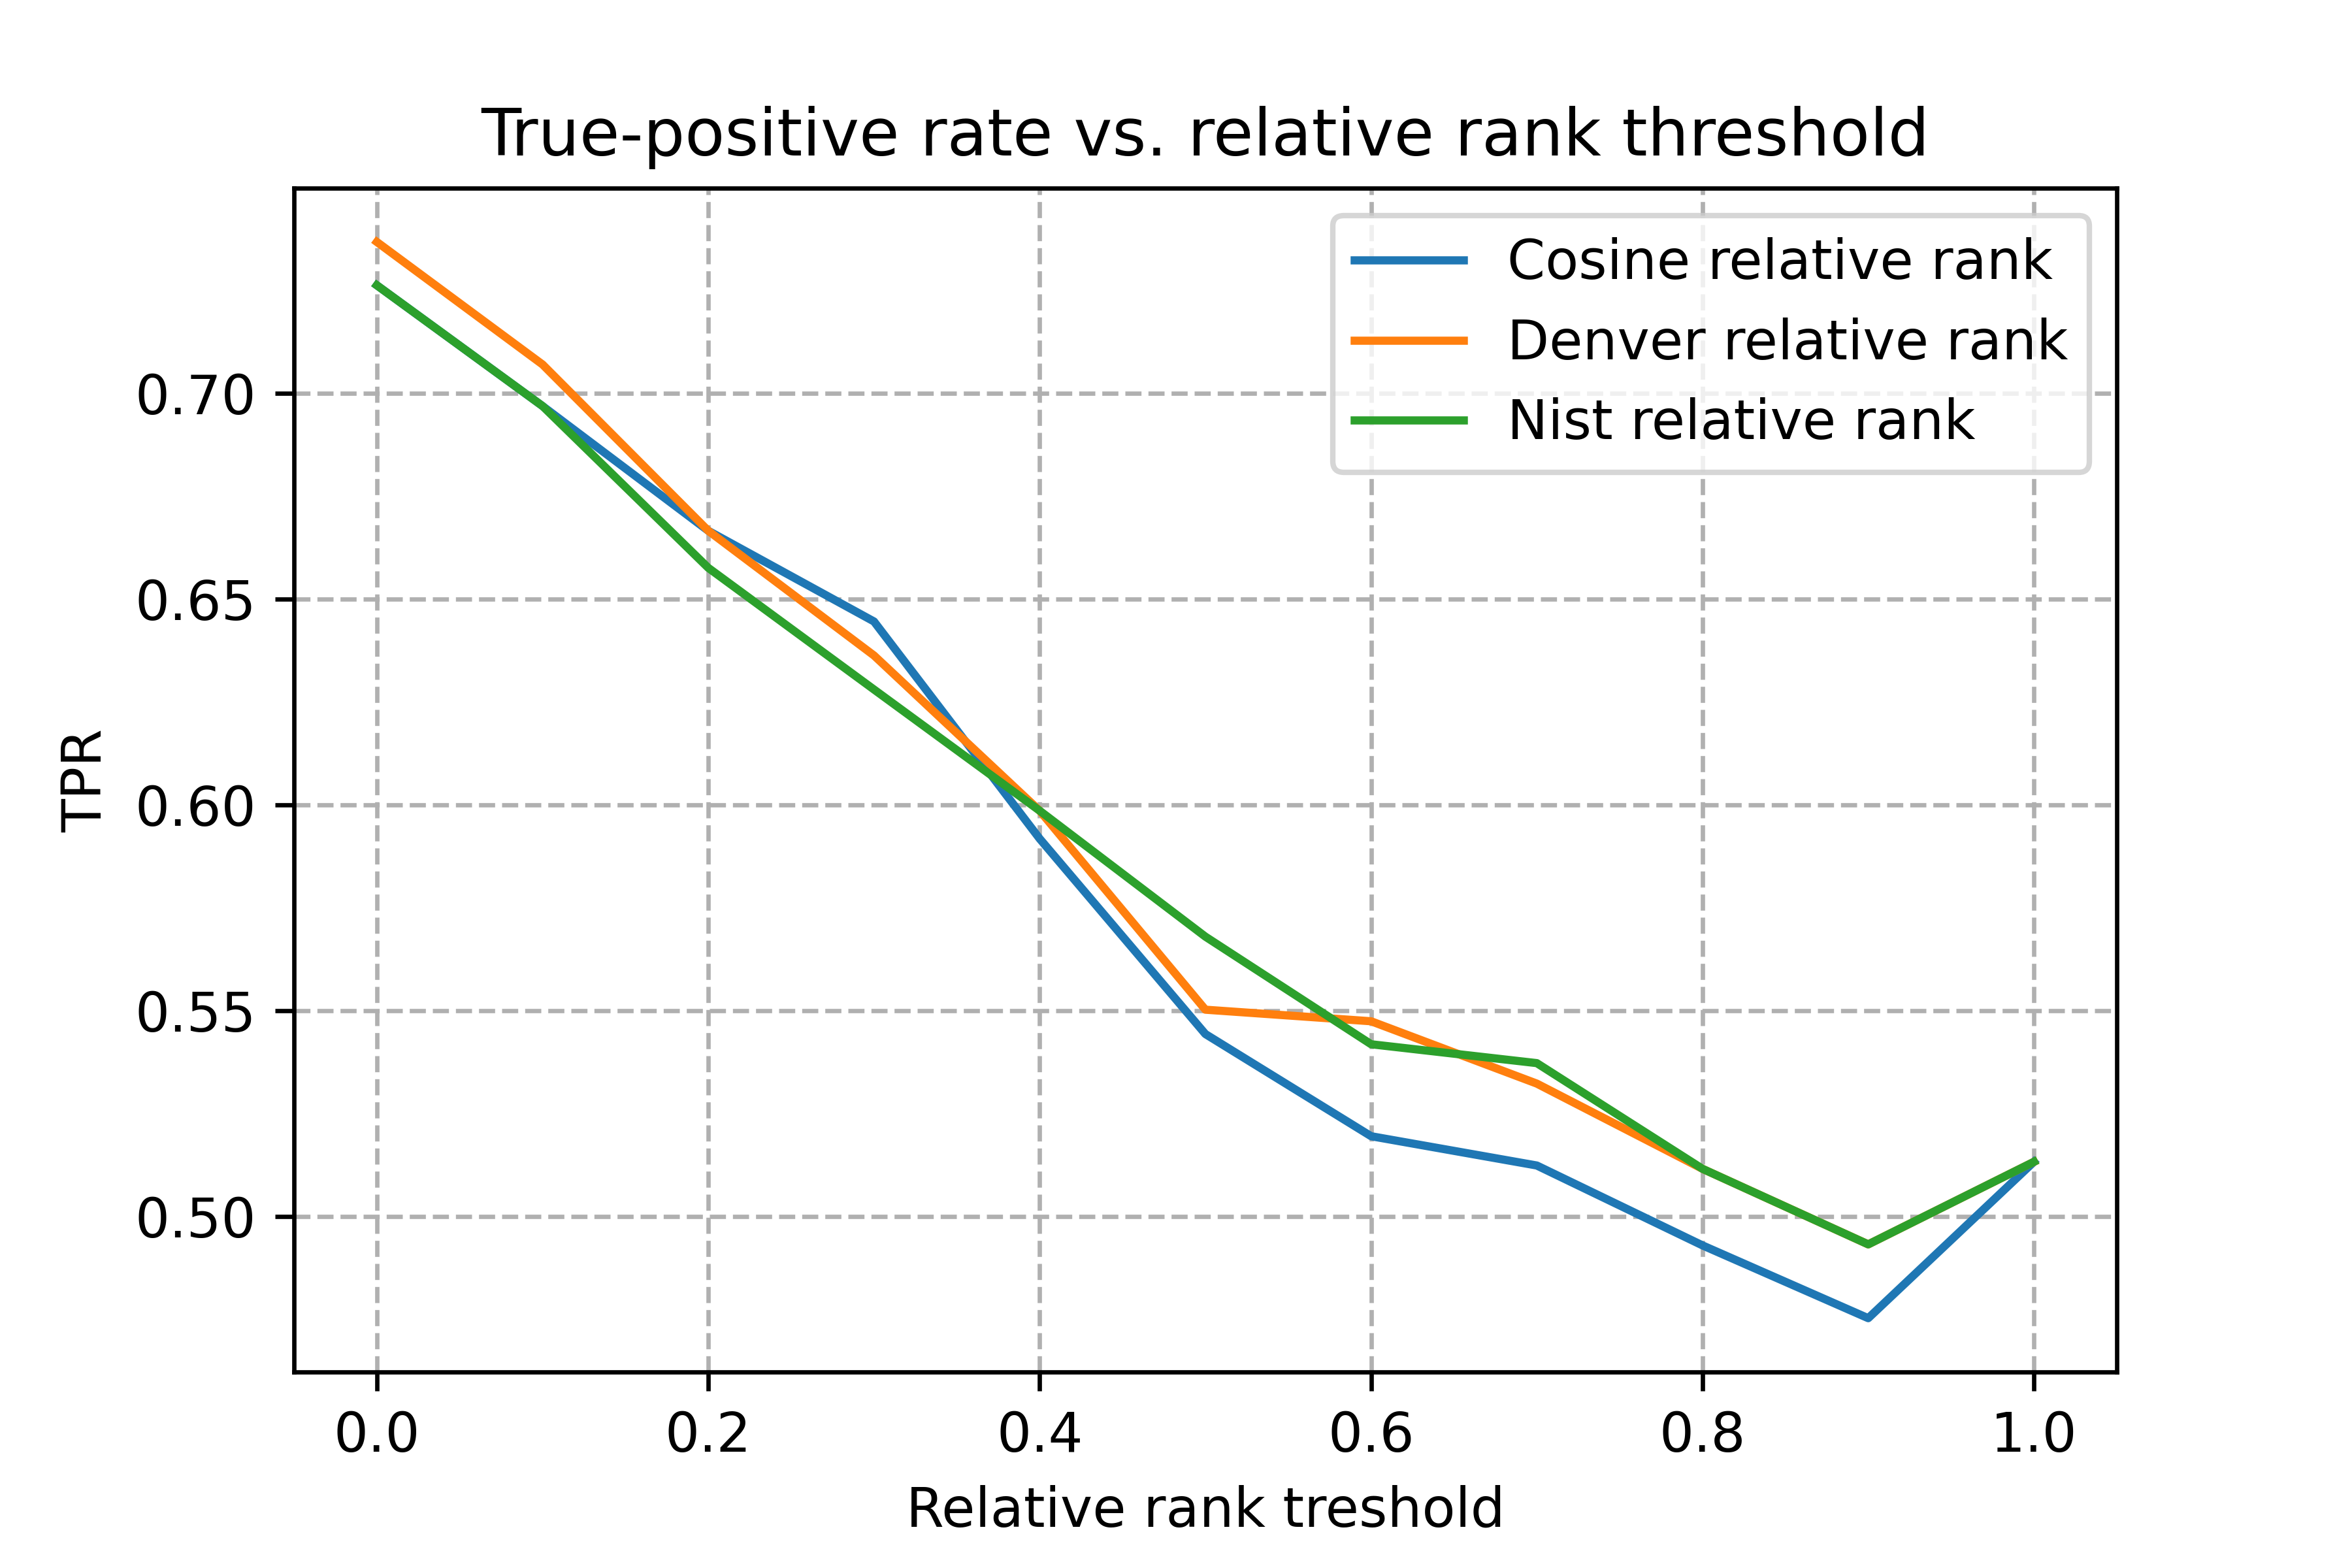 True-positive rate vs. relative rank threshold
Cosine relative rank
Denver relative rank
Nist relative rank
TPR
0.70
0.65
0.60
0.55
0.50
0.0 0.2 0.4 0.6 0.8 1.0
Relative rank treshold